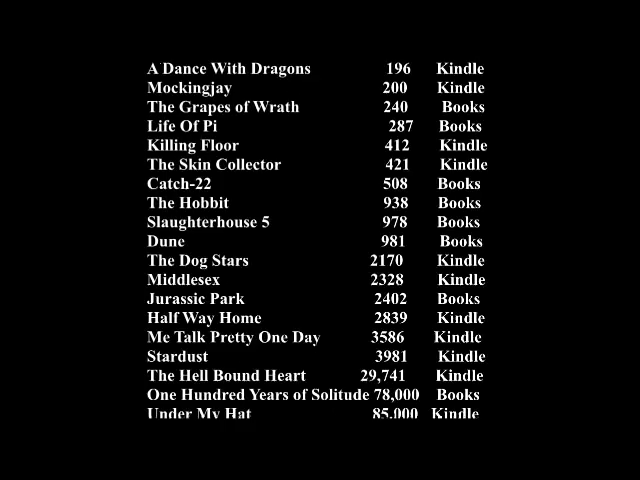 A Dance With Dragons 196 Kindle
Mockingjay 200 Kindle
The Grapes of Wrath 240 Books
Life Of Pi 287 Books
Killing Floor 412 Kindle
The Skin Collector 421 Kindle
Catch-22 508 Books
The Hobbit 938 Books
Slaughterhouse 5 978 Books
Dune 981 Books
The Dog Stars 2170 Kindle
Middlesex 2328 Kindle
Jurassic Park 2402 Books
Half Way Home 2839 Kindle
Me Talk Pretty One Day 3586 Kindle
Stardust 3981 Kindle
The Hell Bound Heart 29,741 Kindle
One Hundred Years of Solitude 78,000 Books
Under My Hat 85,000 Kindle